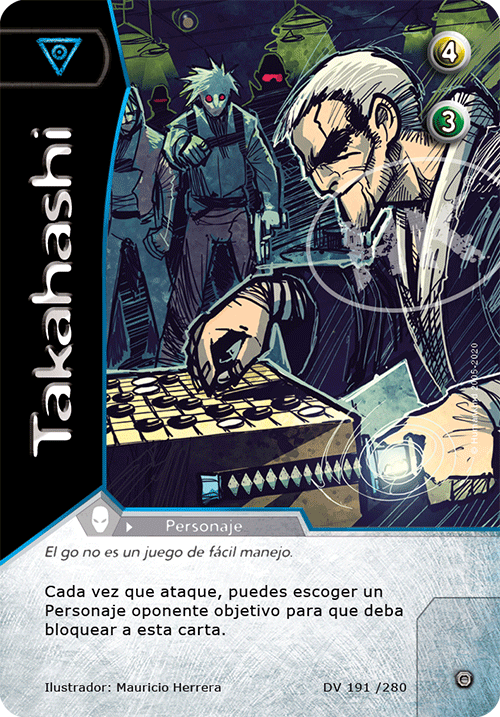 4
3
Takahashi
Personaje
El go no es un juego de fácil manejo.
Cada vez que ataque, puedes escoger un
Personaje oponente objetivo para que deba
bloquear a esta carta.
Ilustrador: Mauricio Herrera
DV 191 /280